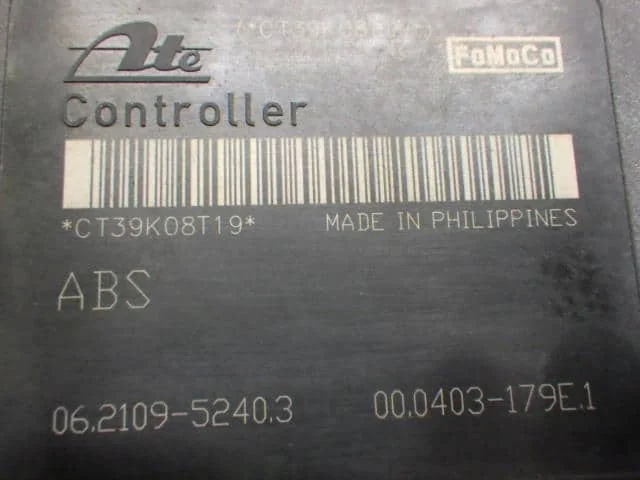 Ate
FoMoCo
Controller
*CT39K08T19* MADE IN PHILIPPINES
ABS
06.2109-5240.3 00.0403-179E.1